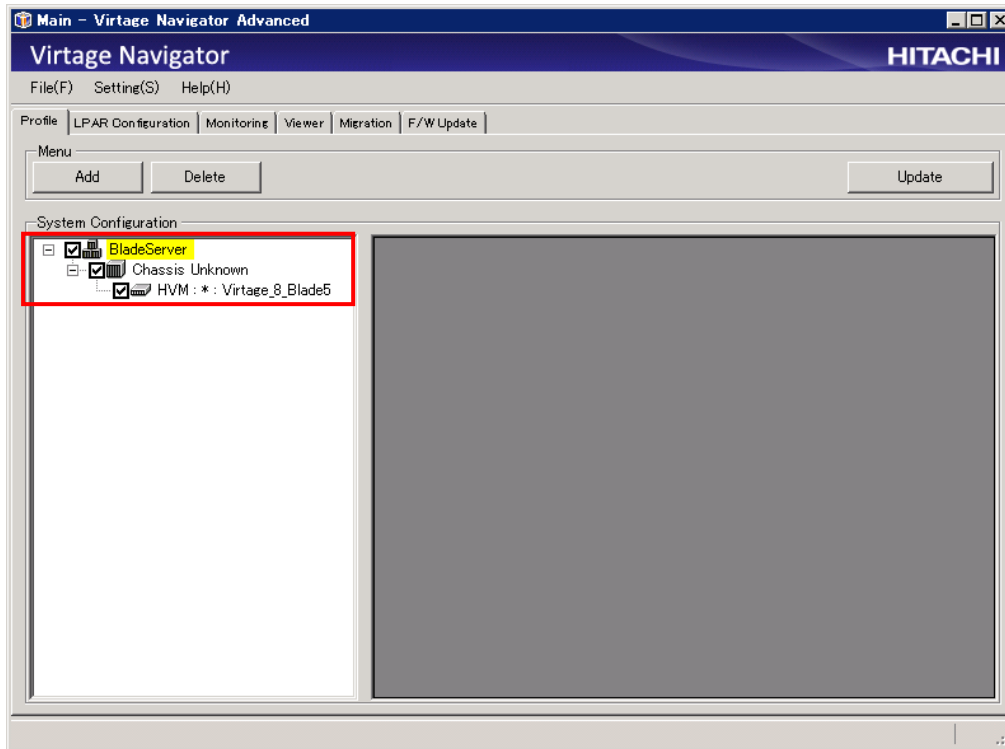 Main - Virtage Navigator Advanced
Virtage Navigator
HITACHI
File(F) Setting(S) Help(H)
Profile LPAR Configuration Monitoring Viewer Migration F/W Update
Menu
Add Delete Update
System Configuration
BladeServer
Chassis Unknown
HVM : * : Virtage_8_Blade5